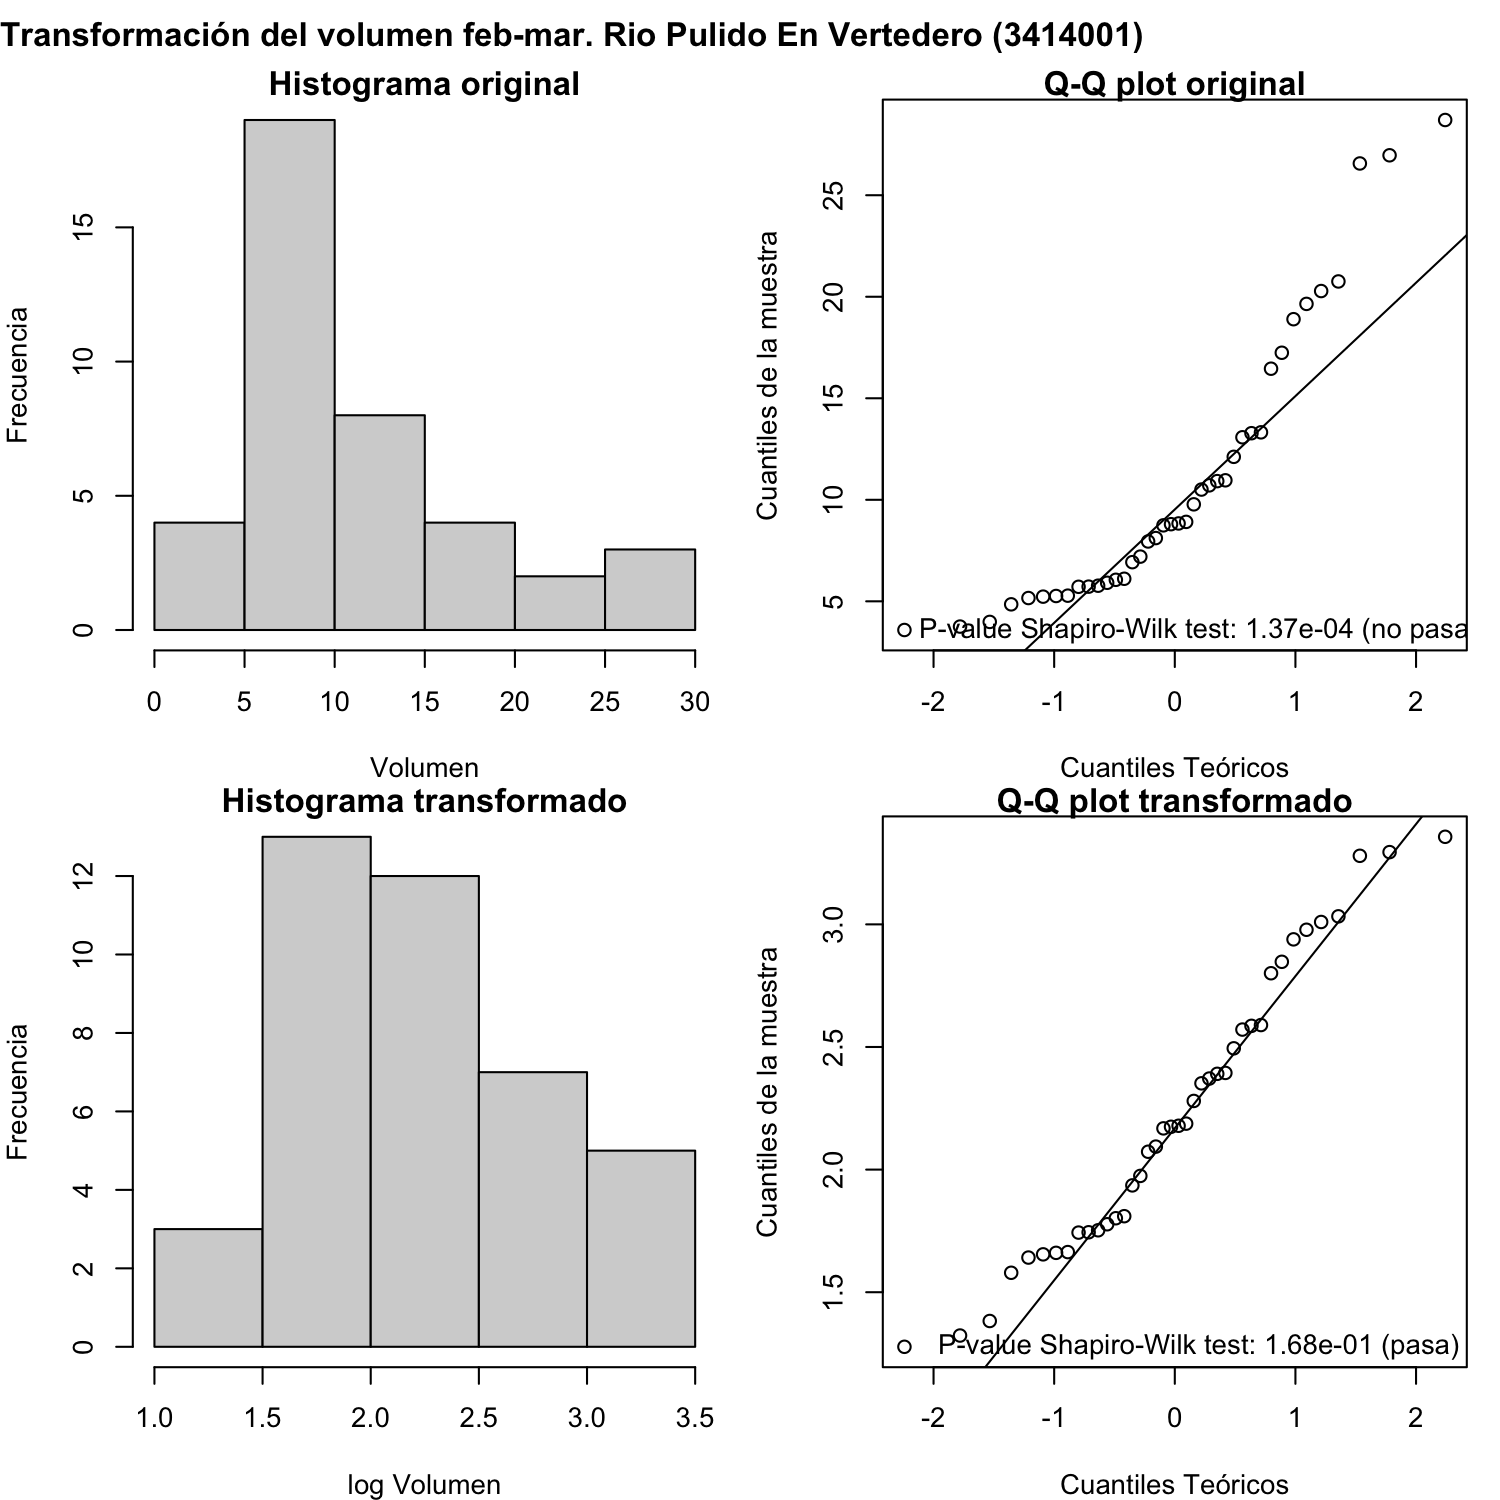 Transformación del volumen feb-mar. Rio Pulido En Vertedero (3414001)
Histograma original
Frecuencia
15
10
5
0
0 5 10 15 20 25 30
Volumen
Q-Q plot original
Cuantiles de la muestra
25
20
15
10
5
P-value Shapiro-Wilk test: 1.37e-04 (no pasa
-2 -1 0 1 2
Cuantiles Teóricos
Histograma transformado
Frecuencia
12
10
8
6
4
2
0
1.0 1.5 2.0 2.5 3.0 3.5
log Volumen
Q-Q plot transformado
Cuantiles de la muestra
3.0
2.5
2.0
1.5
P-value Shapiro-Wilk test: 1.68e-01 (pasa)
-2 -1 0 1 2
Cuantiles Teóricos